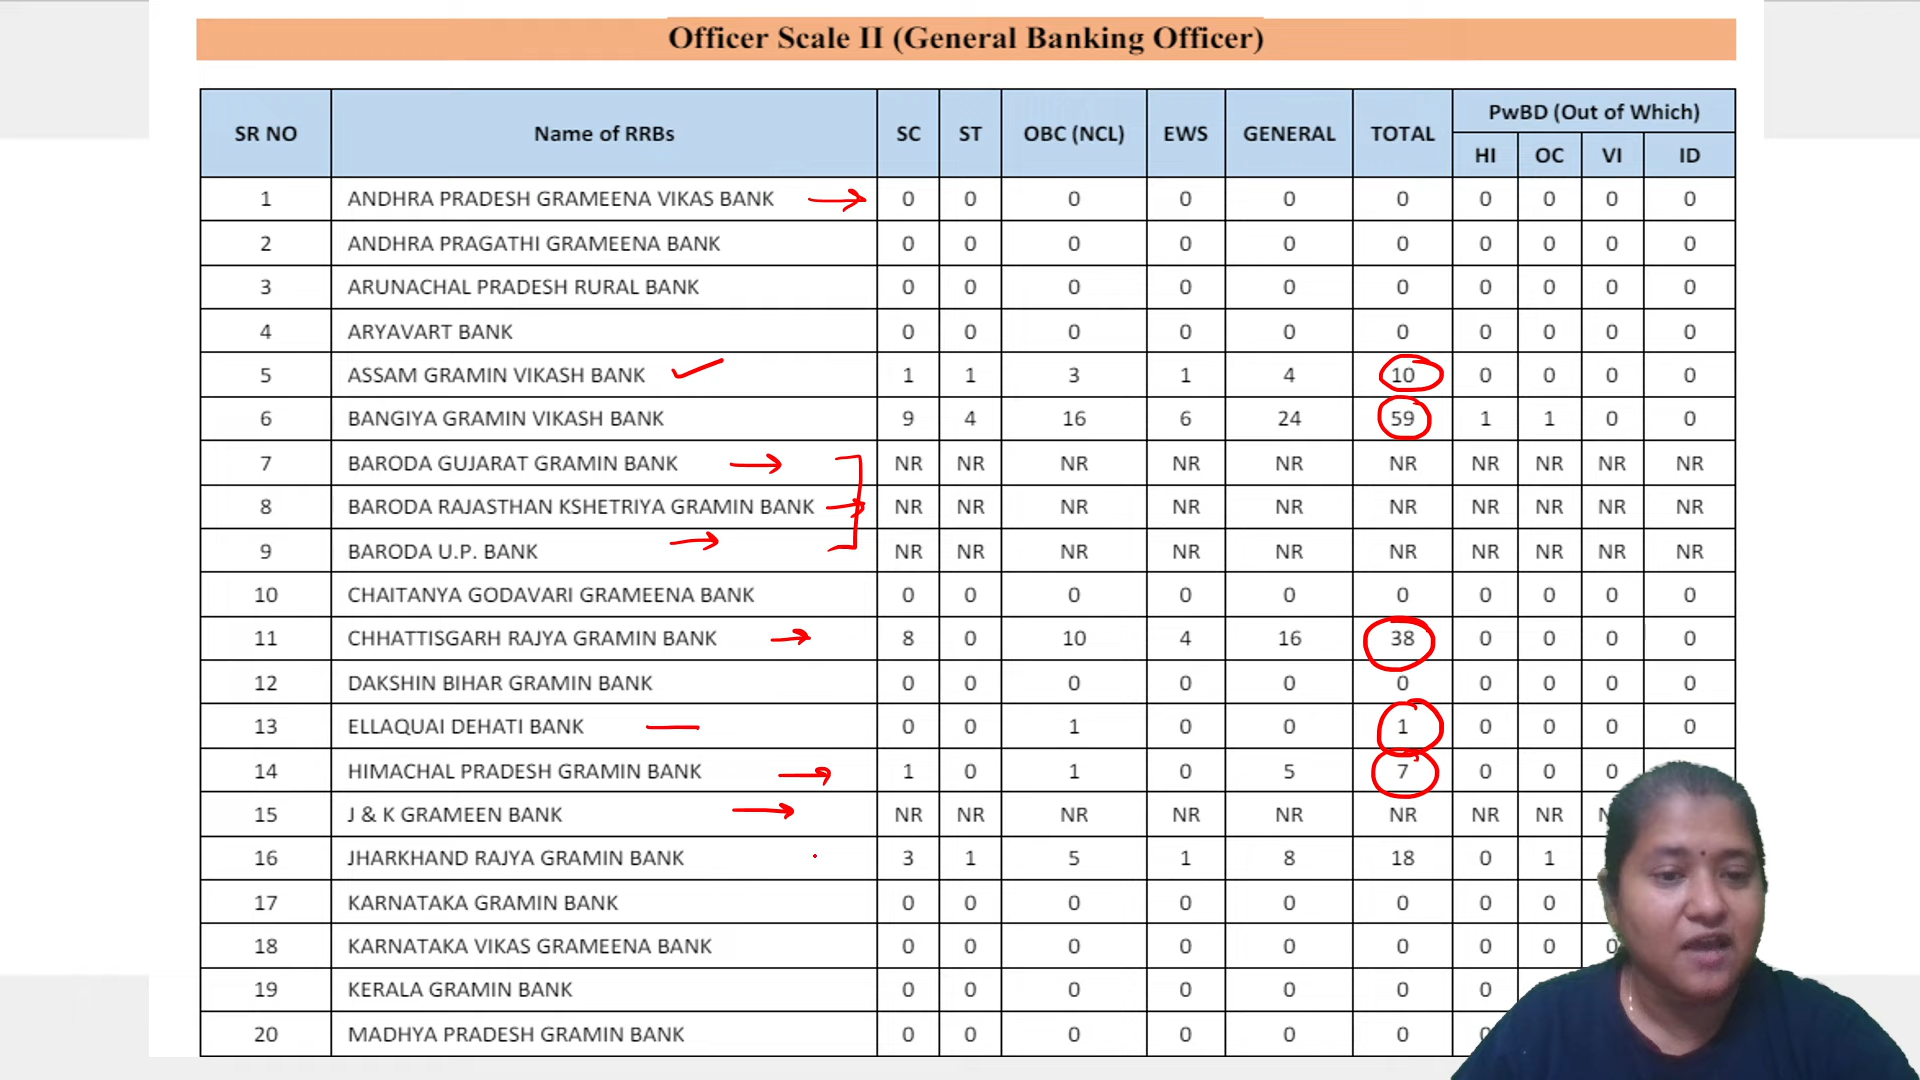 Officer Scale II (General Banking Officer)
SR NO Name of RRBs SC ST OBC (NCL) EWS GENERAL TOTAL PwBD (Out of Which)
HI OC VI ID
1 ANDHRA PRADESH GRAMEENA VIKAS BANK 0 0 0 0 0 0 0 0 0 0
2 ANDHRA PRAGATHI GRAMEENA BANK 0 0 0 0 0 0 0 0 0 0
3 ARUNACHAL PRADESH RURAL BANK 0 0 0 0 0 0 0 0 0 0
4 ARYAVART BANK 0 0 0 0 0 0 0 0 0 0
5 ASSAM GRAMIN VIKASH BANK 1 1 3 1 4 10 0 0 0 0
6 BANGIYA GRAMIN VIKASH BANK 9 4 16 6 24 59 1 1 0 0
7 BARODA GUJARAT GRAMIN BANK NR NR NR NR NR NR NR NR NR NR
8 BARODA RAJASTHAN KSHETRIYA GRAMIN BANK NR NR NR NR NR NR NR NR NR NR
9 BARODA U.P. BANK NR NR NR NR NR NR NR NR NR NR
10 CHAITANYA GODAVARI GRAMEENA BANK 0 0 0 0 0 0 0 0 0 0
11 CHHATTISGARH RAJYA GRAMIN BANK 8 0 10 4 16 38 0 0 0 0
12 DAKSHIN BIHAR GRAMIN BANK 0 0 0 0 0 0 0 0 0 0
13 ELLAQUAI DEHATI BANK 0 0 1 0 0 1 0 0 0 0
14 HIMACHAL PRADESH GRAMIN BANK 1 0 1 0 5 7 0 0 0
15 J & K GRAMEEN BANK NR NR NR NR NR NR NR NR
16 JHARKHAND RAJYA GRAMIN BANK 3 1 5 1 8 18 0 1
17 KARNATAKA GRAMIN BANK 0 0 0 0 0 0 0 0
18 KARNATAKA VIKAS GRAMEENA BANK 0 0 0 0 0 0 0 0 0
19 KERALA GRAMIN BANK 0 0 0 0 0 0 0
20 MADHYA PRADESH GRAMIN BANK 0 0 0 0 0 0 0